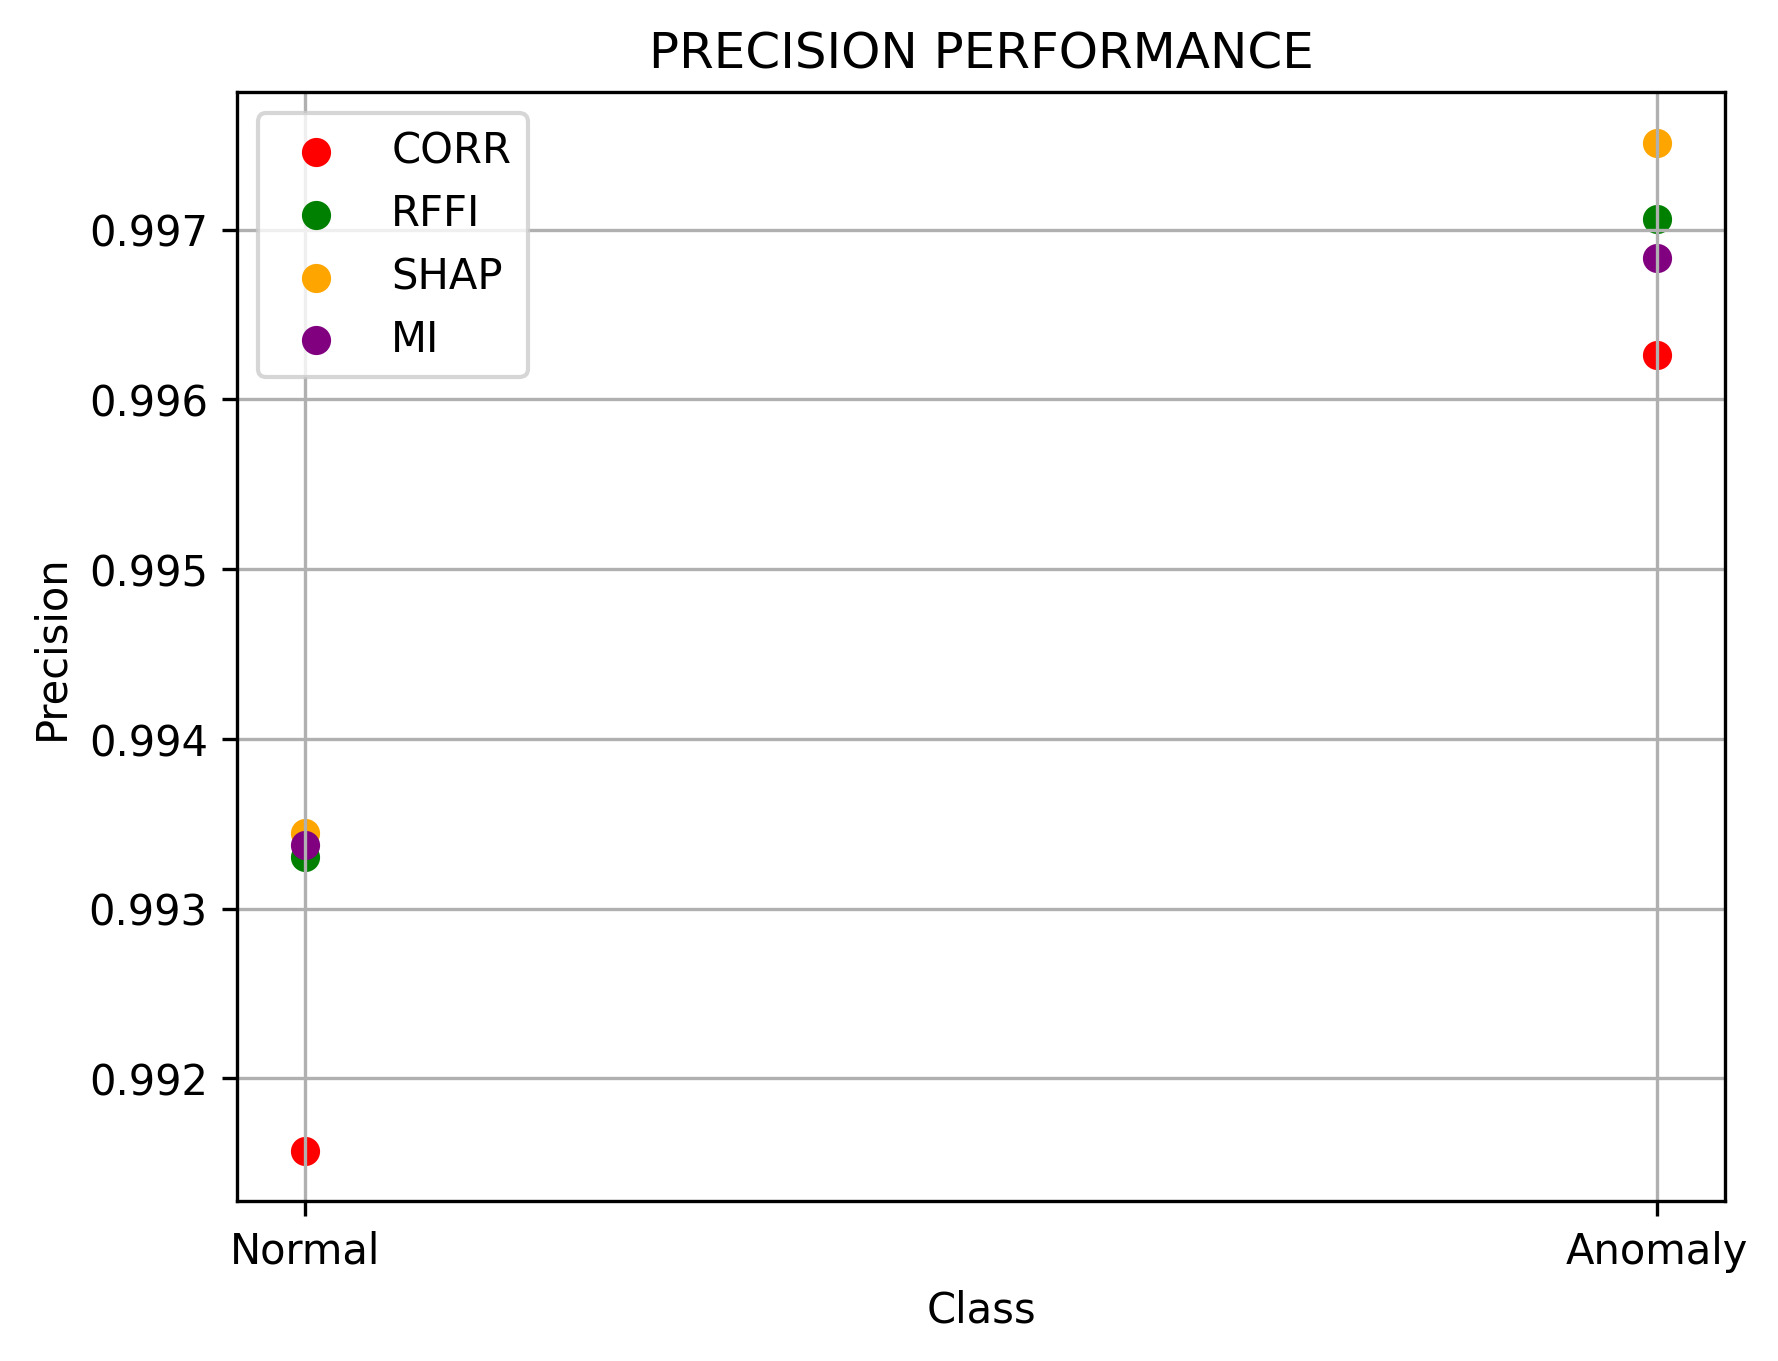 PRECISION PERFORMANCE
CORR
RFFI
SHAP
MI
0.997
0.996
0.995
0.994
0.993
0.992
Precision
Normal
Anomaly
Class